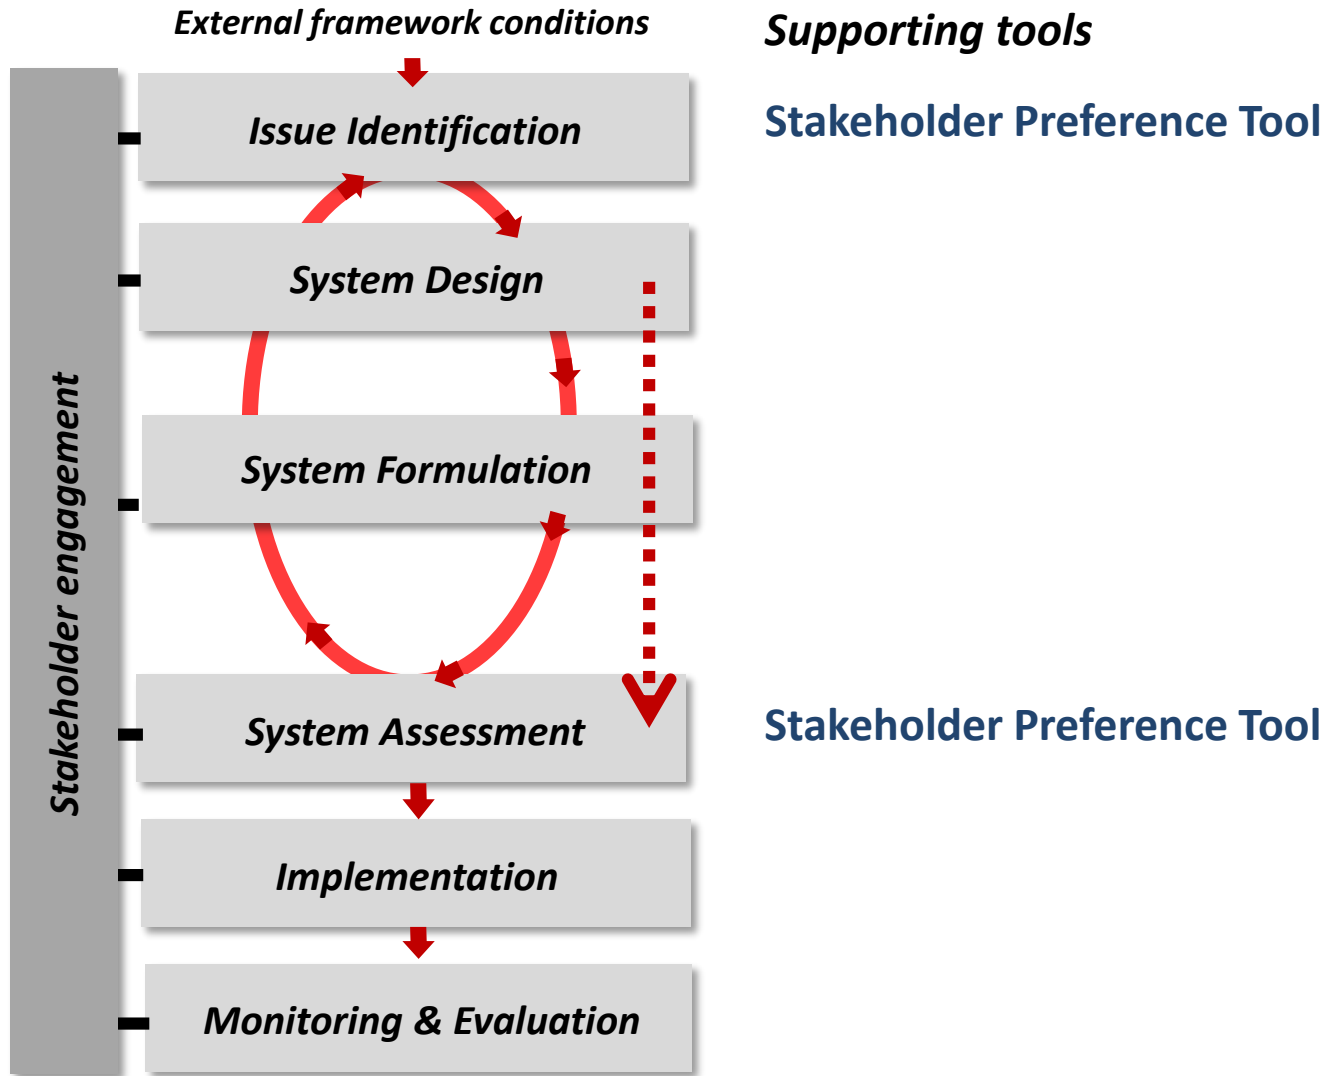 External framework conditions
Supporting tools
Issue Identification
Stakeholder Preference Tool
System Design
System Formulation
Stakeholder engagement
System Assessment
Stakeholder Preference Tool
Implementation
Monitoring & Evaluation